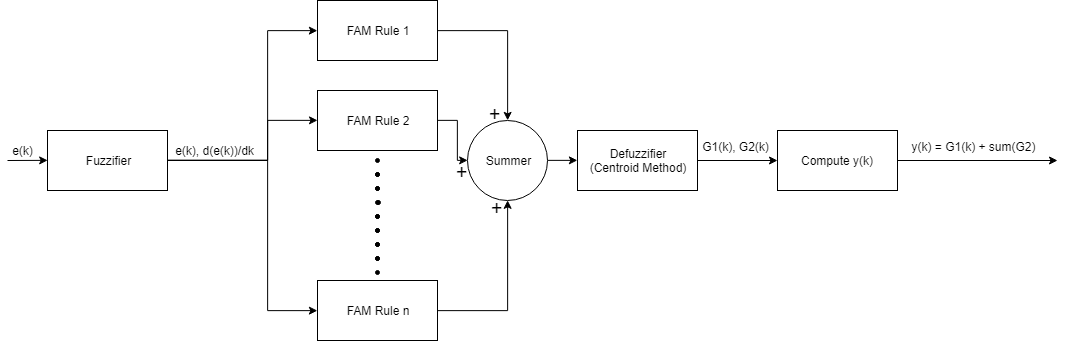 FAM Rule 1
+
FAM Rule 2
e(k)
Fuzzifier
e(k), d(e(k))/dk
+
Summer
Defuzzifier
(Centroid Method)
G1(k), G2(k)
Compute y(k)
y(k) = G1(k) + sum(G2)
+
FAM Rule n